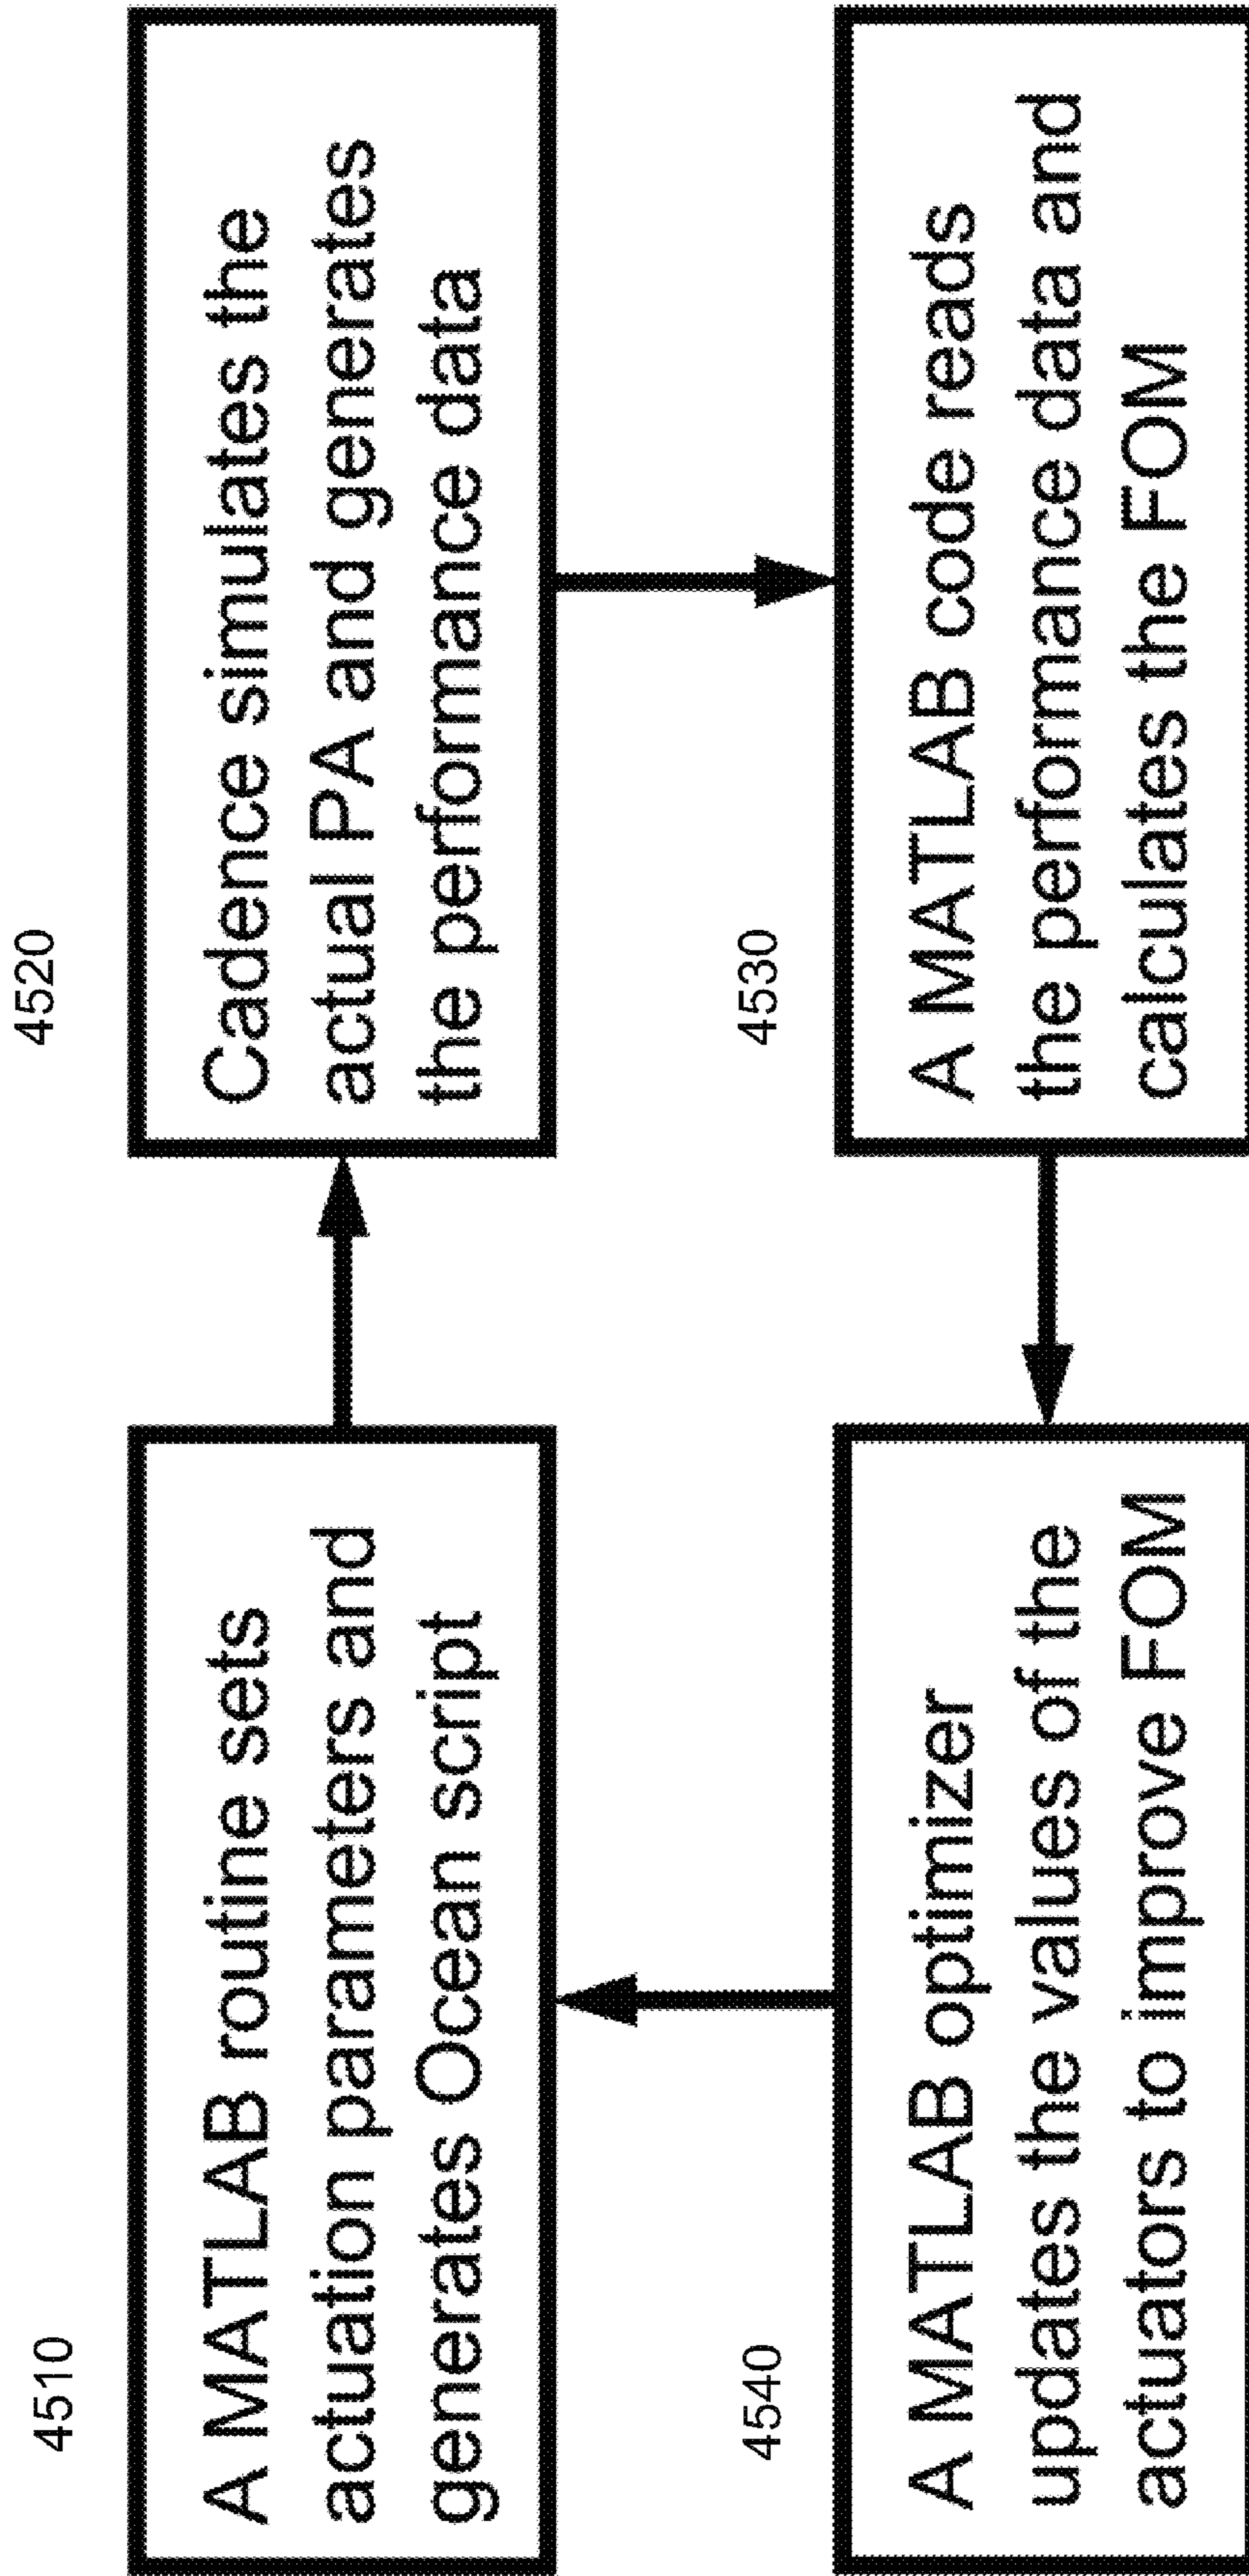 4510
A MATLAB routine sets
actuation parameters and
generates Ocean script
4520
Cadence simulates the
actual PA and generates
the performance data
4530
A MATLAB code reads
the performance data and
calculates the FOM
4540
A MATLAB optimizer
updates the values of the
actuators to improve FOM